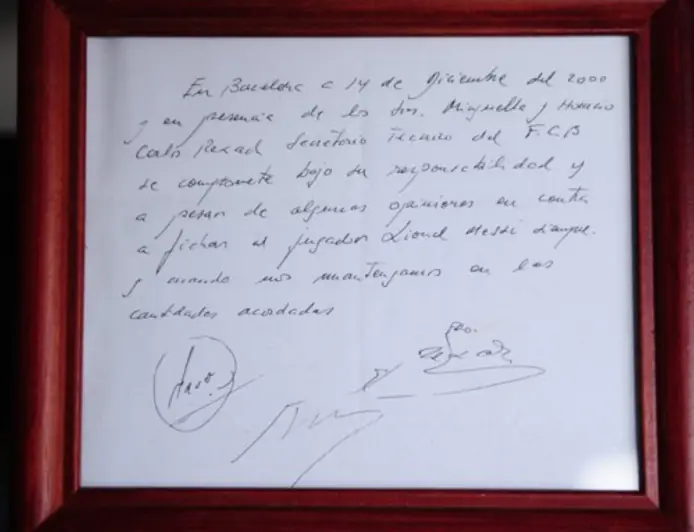 En Barcelona a 14 de Diciembre del 2000
y en presencia de los Srs. Minguella y Horacio
Carlos Rexach Secretario Técnico del F.C.B
se compromete bajo su responsabilidad y
a pesar de algunas opiniones en contra
a fichar al jugador Lionel Messi siempre.
y cuando nos mantengamos en las
cantidades acordadas